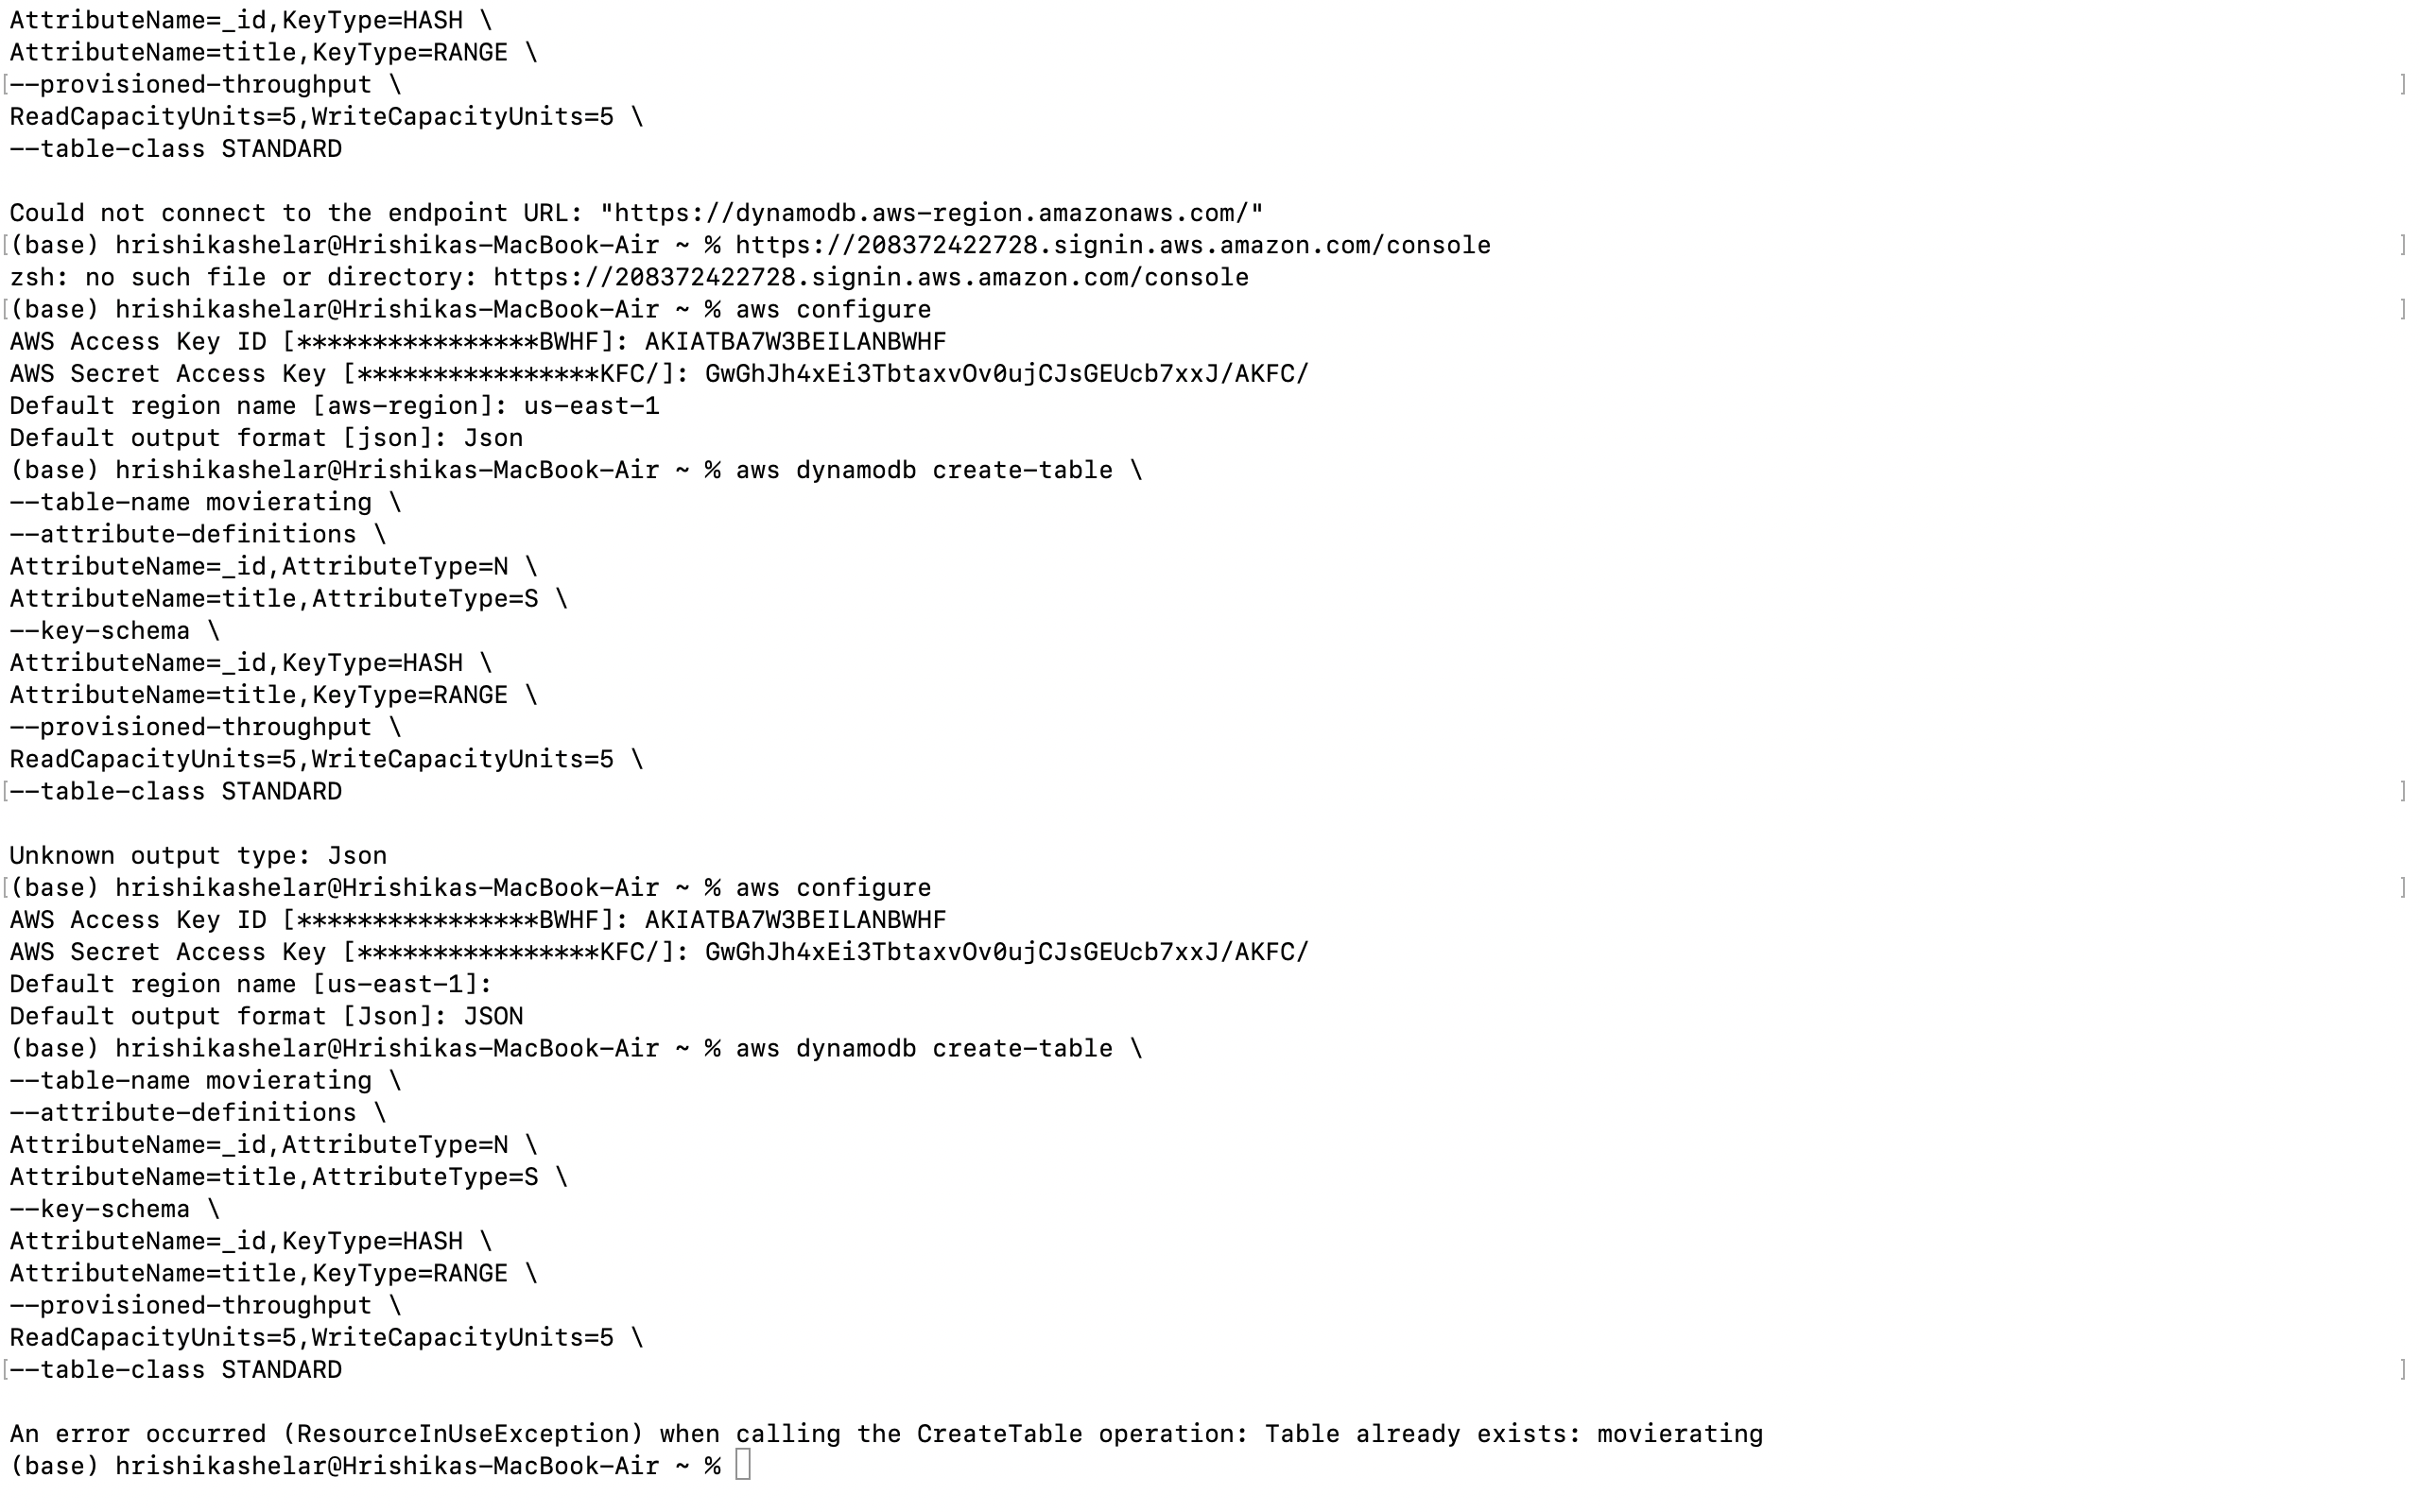 AttributeName=_id,KeyType=HASH \
AttributeName=title,KeyType=RANGE \
[--provisioned-throughput \ ]
ReadCapacityUnits=5,WriteCapacityUnits=5 \
--table-class STANDARD
Could not connect to the endpoint URL: "https://dynamodb.aws-region.amazonaws.com/"
[(base) hrishikashelar@Hrishikas-MacBook-Air ~ % https://208372422728.signin.aws.amazon.com/console ]
zsh: no such file or directory: https://208372422728.signin.aws.amazon.com/console
[(base) hrishikashelar@Hrishikas-MacBook-Air ~ % aws configure ]
AWS Access Key ID [****************BWHF]: AKIATBA7W3BEILANBWHF
AWS Secret Access Key [****************KFC/]: 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
Default region name [aws-region]: us-east-1
Default output format [json]: Json
(base) hrishikashelar@Hrishikas-MacBook-Air ~ % aws dynamodb create-table \
--table-name movierating \
--attribute-definitions \
AttributeName=_id,AttributeType=N \
AttributeName=title,AttributeType=S \
--key-schema \
AttributeName=_id,KeyType=HASH \
AttributeName=title,KeyType=RANGE \
--provisioned-throughput \
ReadCapacityUnits=5,WriteCapacityUnits=5 \
[--table-class STANDARD ]
Unknown output type: Json
[(base) hrishikashelar@Hrishikas-MacBook-Air ~ % aws configure ]
AWS Access Key ID [****************BWHF]: AKIATBA7W3BEILANBWHF
AWS Secret Access Key [****************KFC/]: 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
Default region name [us-east-1]:
Default output format [Json]: JSON
(base) hrishikashelar@Hrishikas-MacBook-Air ~ % aws dynamodb create-table \
--table-name movierating \
--attribute-definitions \
AttributeName=_id,AttributeType=N \
AttributeName=title,AttributeType=S \
--key-schema \
AttributeName=_id,KeyType=HASH \
AttributeName=title,KeyType=RANGE \
--provisioned-throughput \
ReadCapacityUnits=5,WriteCapacityUnits=5 \
[--table-class STANDARD ]
An error occurred (ResourceInUseException) when calling the CreateTable operation: Table already exists: movierating
(base) hrishikashelar@Hrishikas-MacBook-Air ~ %